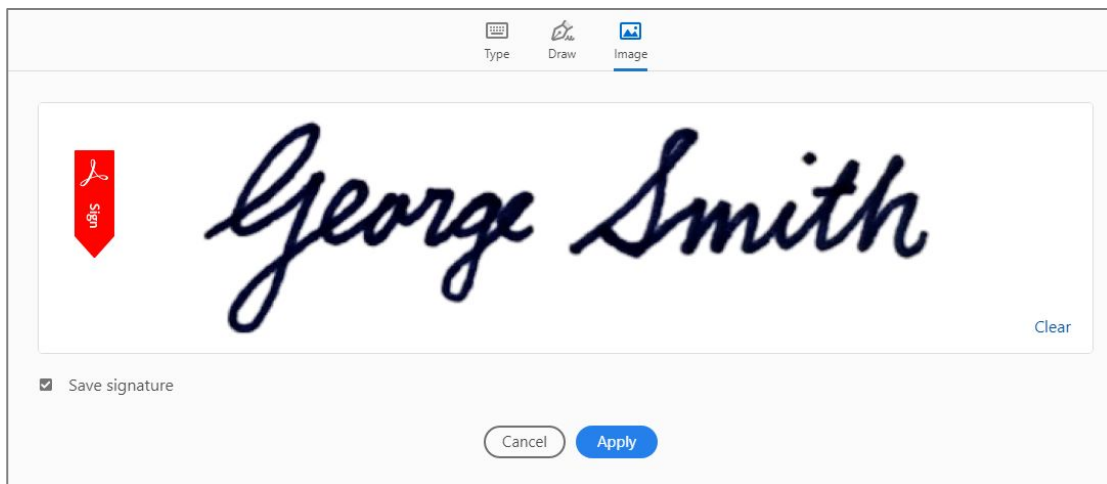 Type Draw Image
Sign
George Smith
Clear
Save signature
Cancel Apply